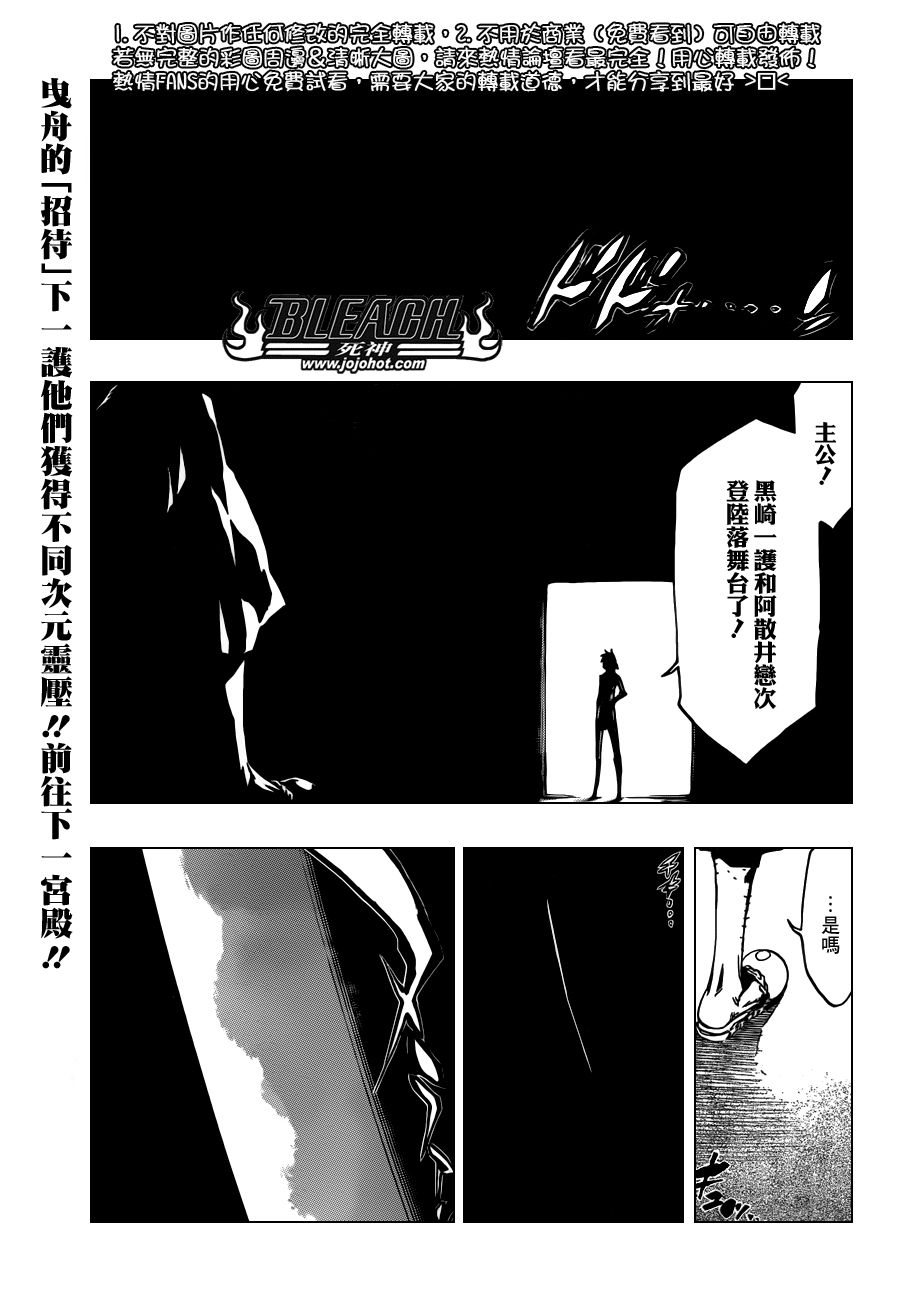 1.不對圖片作任何修改的完全轉載，2.不用於商業（免費看到）可自由轉載
若無完整的彩圖周漫&清晰大圖，請來熱情論壇看最完全！用心轉載發佈！
熱情FANS的用心免費試看，需要大家的轉載道德，才能分享到最好 >□<
曳舟的「招待」下一護他們獲得不同次元靈壓!!前往下一宮殿!!
ドドド……!
BLEACH
死神
www.jojohot.com
主公！
黑崎一護和阿散井戀次
登陸落舞台了！
…是嗎